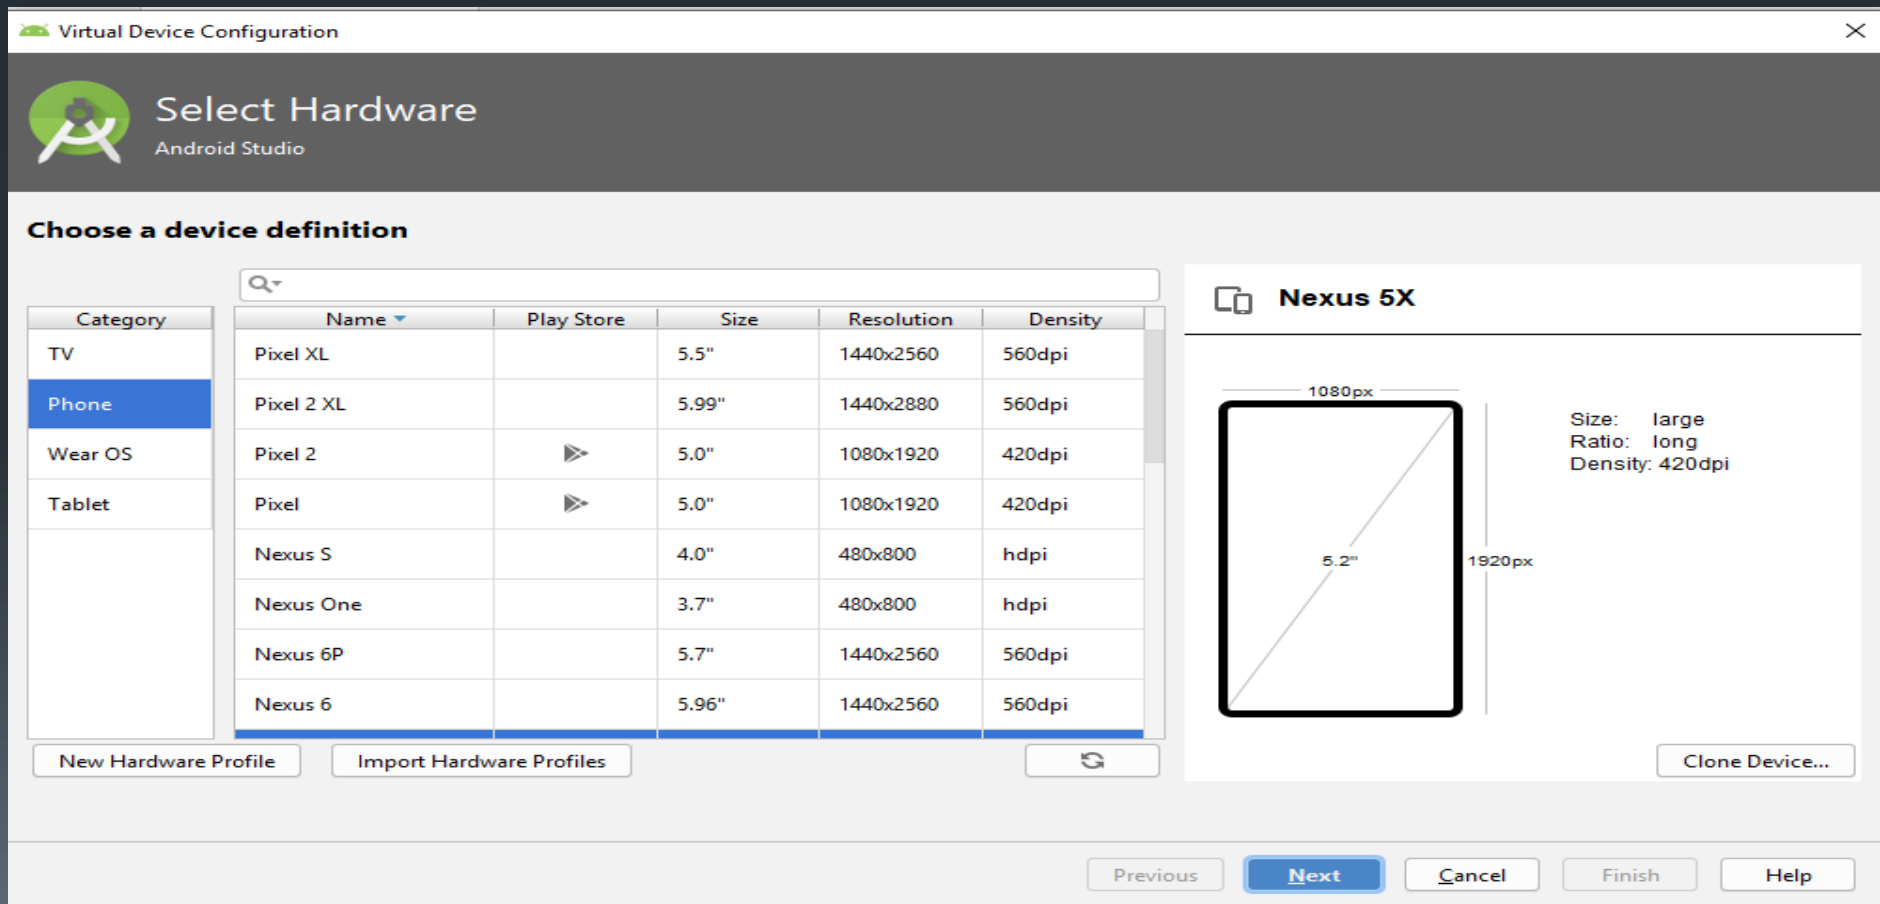 Virtual Device Configuration
Select Hardware
Android Studio
Choose a device definition
Category
TV
Phone
Wear OS
Tablet
Name Play Store Size Resolution Density
Pixel XL 5.5" 1440x2560 560dpi
Pixel 2 XL 5.99" 1440x2880 560dpi
Pixel 2 5.0" 1080x1920 420dpi
Pixel 5.0" 1080x1920 420dpi
Nexus S 4.0" 480x800 hdpi
Nexus One 3.7" 480x800 hdpi
Nexus 6P 5.7" 1440x2560 560dpi
Nexus 6 5.96" 1440x2560 560dpi
New Hardware Profile Import Hardware Profiles
Nexus 5X
1080px
Size: large
Ratio: long
Density: 420dpi
5.2" 1920px
Clone Device...
Previous Next Cancel Finish Help